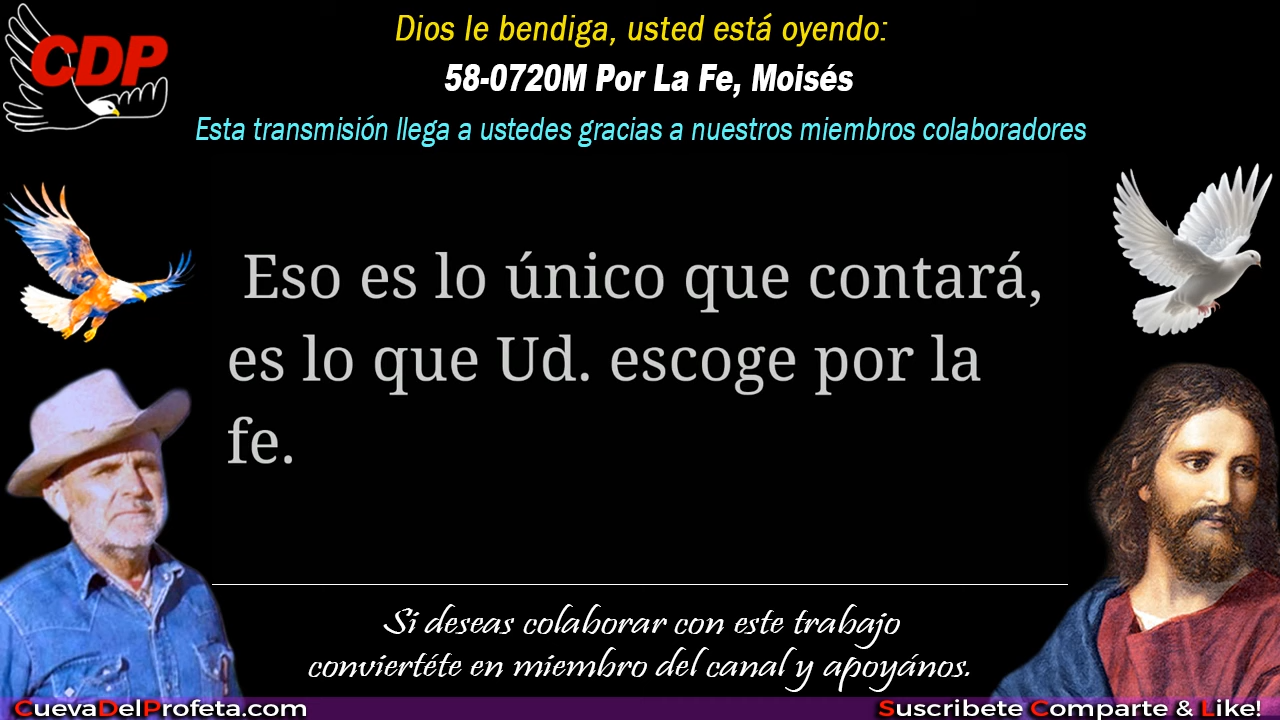 CDP
Dios le bendiga, usted está oyendo:
58-0720M Por La Fe, Moisés
Esta transmisión llega a ustedes gracias a nuestros miembros colaboradores
Eso es lo único que contará,
es lo que Ud. escoge por la
fe.
Si deseas colaborar con este trabajo
conviertéte en miembro del canal y apoyános.
CuevaDelProfeta.com
Suscribete Comparte & Like!